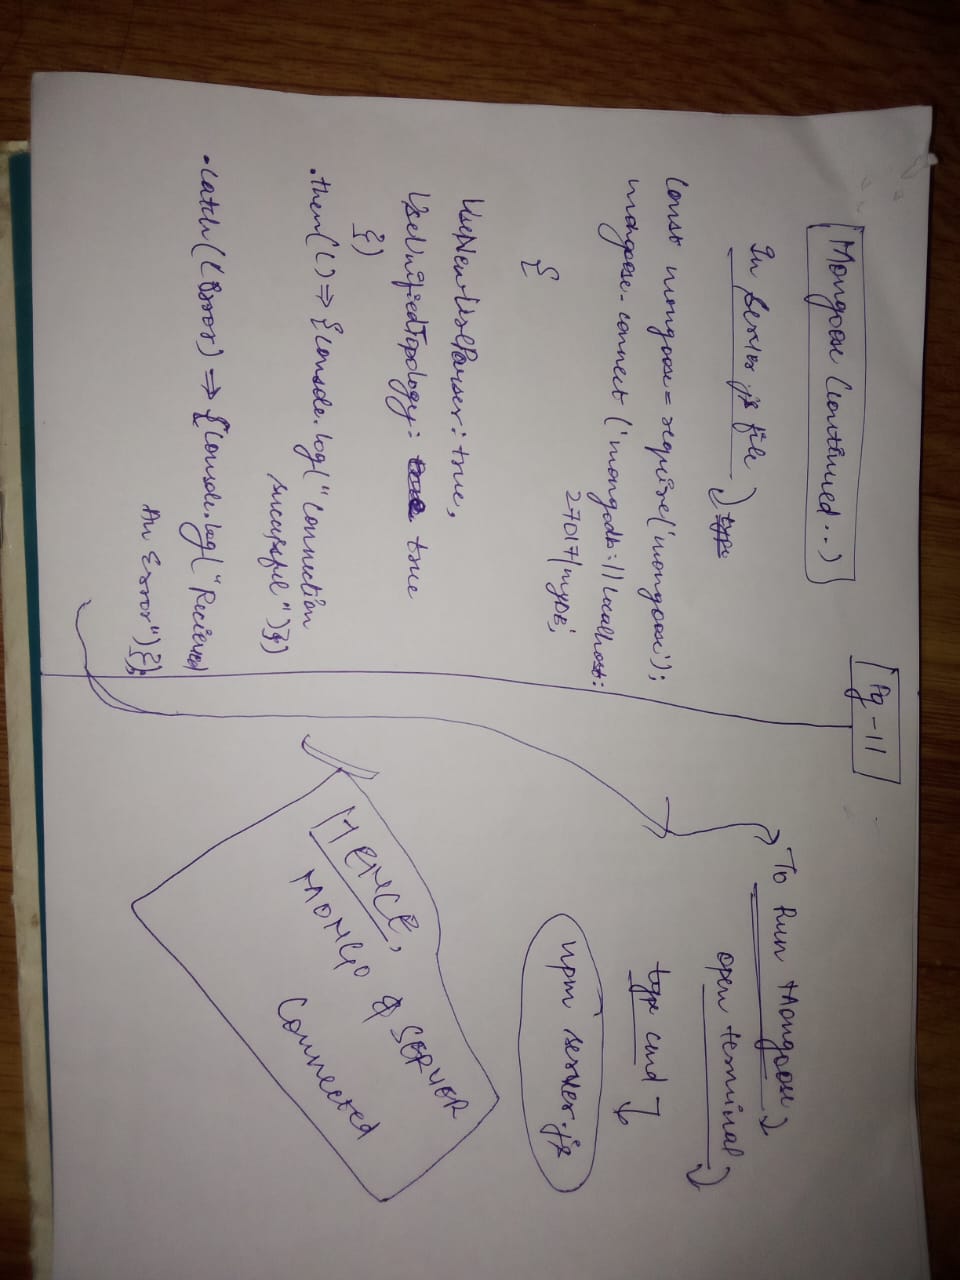 Pg-11
Mongoose (continued..)
In server.js file
type
Const mongoose = require('mongoose');
mongoose.connect ('mongodb://localhost:
27017/myDB',
{
UseNewUrlParser: true,
UseUnifiedTopology: true
})
.then(()=> {Console.log("Connection
successful")})
.catch((Error) => {Console.log("Recieved
An Error")});
To Run Mongoose
open terminal
type cmd
npm server.js
HENCE,
MONGO & SERVER
Connected